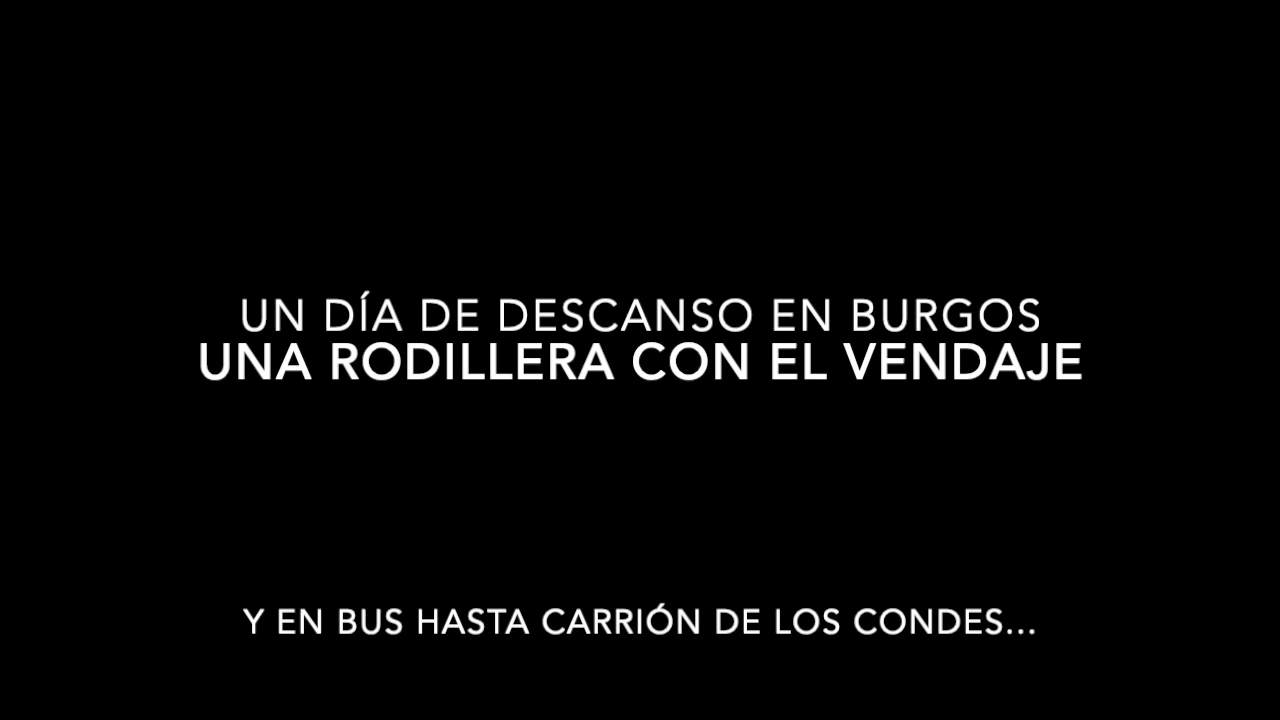 UN DÍA DE DESCANSO EN BURGOS
UNA RODILLERA CON EL VENDAJE
Y EN BUS HASTA CARRIÓN DE LOS CONDES...